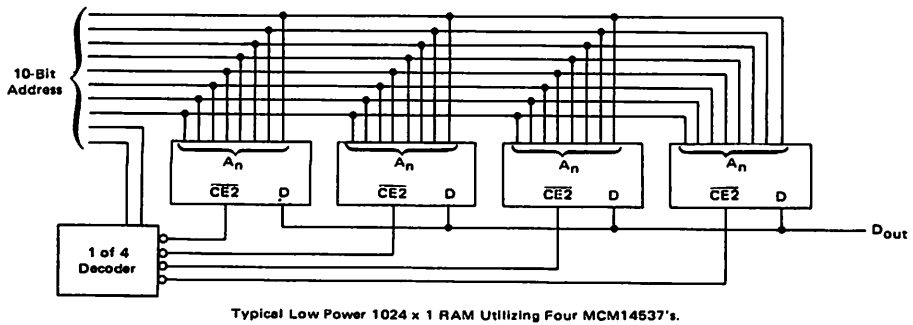 10-Bit
Address
An An An An
CE2 D CE2 D CE2 D CE2 D
Dout
1 of 4
Decoder
Typical Low Power 1024 x 1 RAM Utilizing Four MCM14537's.